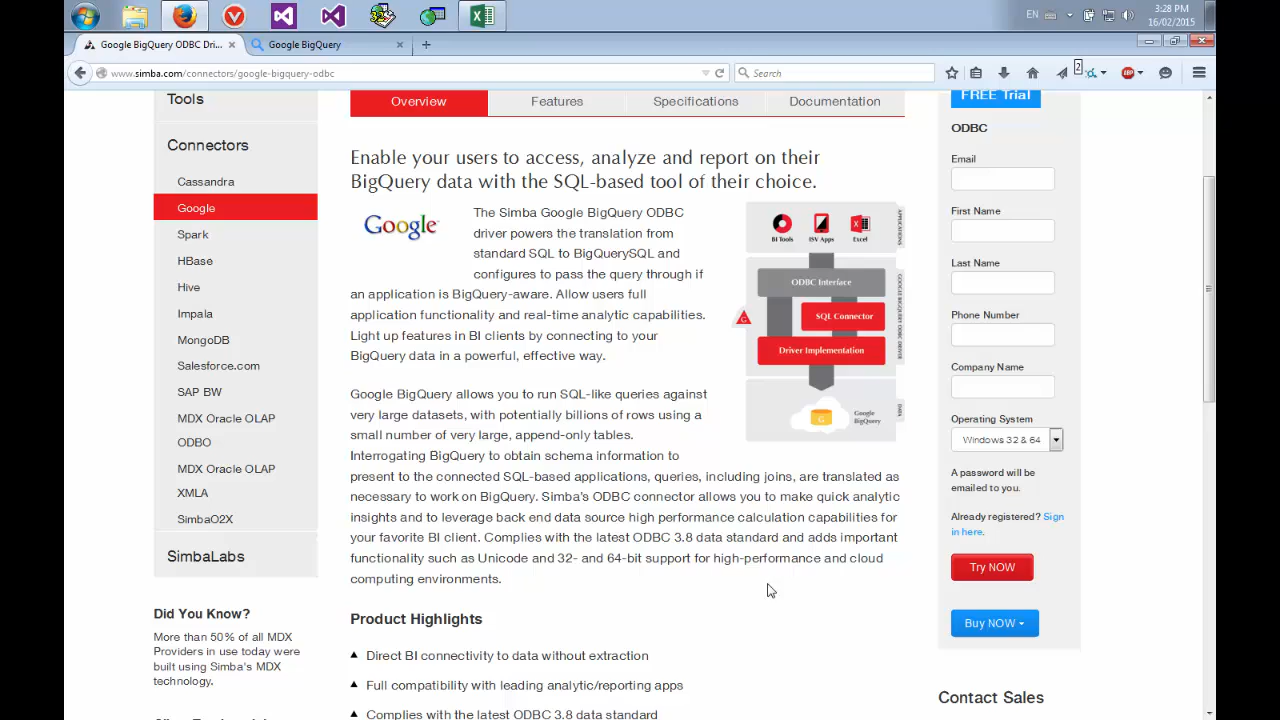 EN
3:28 PM
16/02/2015
Google BigQuery ODBC Dri...
Google BigQuery
www.simba.com/connectors/google-bigquery-odbc
Search
2
ABP
Tools
Connectors
Cassandra
Google
Spark
HBase
Hive
Impala
MongoDB
Salesforce.com
SAP BW
MDX Oracle OLAP
ODBO
MDX Oracle OLAP
XMLA
SimbaO2X
SimbaLabs
Did You Know?
More than 50% of all MDX
Providers in use today were
built using Simba's MDX
technology.
Overview
Features
Specifications
Documentation
Enable your users to access, analyze and report on their
BigQuery data with the SQL-based tool of their choice.
Google
The Simba Google BigQuery ODBC
driver powers the translation from
standard SQL to BigQuerySQL and
configures to pass the query through if
an application is BigQuery-aware. Allow users full
application functionality and real-time analytic capabilities.
Light up features in BI clients by connecting to your
BigQuery data in a powerful, effective way.
BI Tools
ISV Apps
Excel
APPLICATIONS
ODBC Interface
SQL Connector
Driver Implementation
GOOGLE BIGQUERY ODBC DRIVER
Google
BigQuery
DATA
Google BigQuery allows you to run SQL-like queries against
very large datasets, with potentially billions of rows using a
small number of very large, append-only tables.
Interrogating BigQuery to obtain schema information to
present to the connected SQL-based applications, queries, including joins, are translated as
necessary to work on BigQuery. Simba's ODBC connector allows you to make quick analytic
insights and to leverage back end data source high performance calculation capabilities for
your favorite BI client. Complies with the latest ODBC 3.8 data standard and adds important
functionality such as Unicode and 32- and 64-bit support for high-performance and cloud
computing environments.
Product Highlights
Direct BI connectivity to data without extraction
Full compatibility with leading analytic/reporting apps
Complies with the latest ODBC 3.8 data standard
FREE Trial
ODBC
Email
First Name
Last Name
Phone Number
Company Name
Operating System
Windows 32 & 64
A password will be
emailed to you.
Already registered? Sign
in here.
Try NOW
Buy NOW
Contact Sales